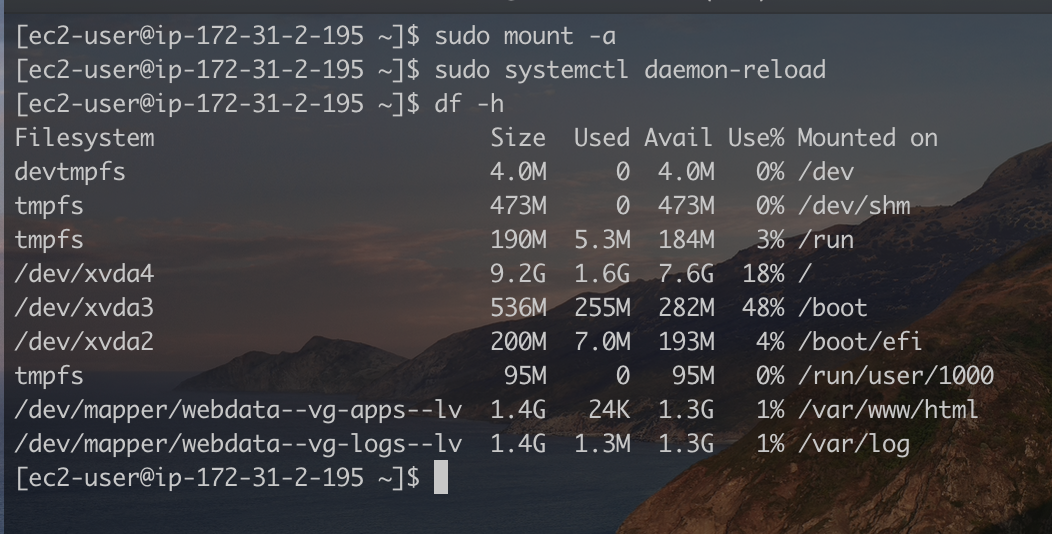 [ec2-user@ip-172-31-2-195 ~]$ sudo mount -a
[ec2-user@ip-172-31-2-195 ~]$ sudo systemctl daemon-reload
[ec2-user@ip-172-31-2-195 ~]$ df -h
Filesystem                        Size  Used Avail Use% Mounted on
devtmpfs                          4.0M     0  4.0M   0% /dev
tmpfs                             473M     0  473M   0% /dev/shm
tmpfs                             190M  5.3M  184M   3% /run
/dev/xvda4                        9.2G  1.6G  7.6G  18% /
/dev/xvda3                        536M  255M  282M  48% /boot
/dev/xvda2                        200M  7.0M  193M   4% /boot/efi
tmpfs                              95M     0   95M   0% /run/user/1000
/dev/mapper/webdata--vg-apps--lv  1.4G   24K  1.3G   1% /var/www/html
/dev/mapper/webdata--vg-logs--lv  1.4G  1.3M  1.3G   1% /var/log
[ec2-user@ip-172-31-2-195 ~]$